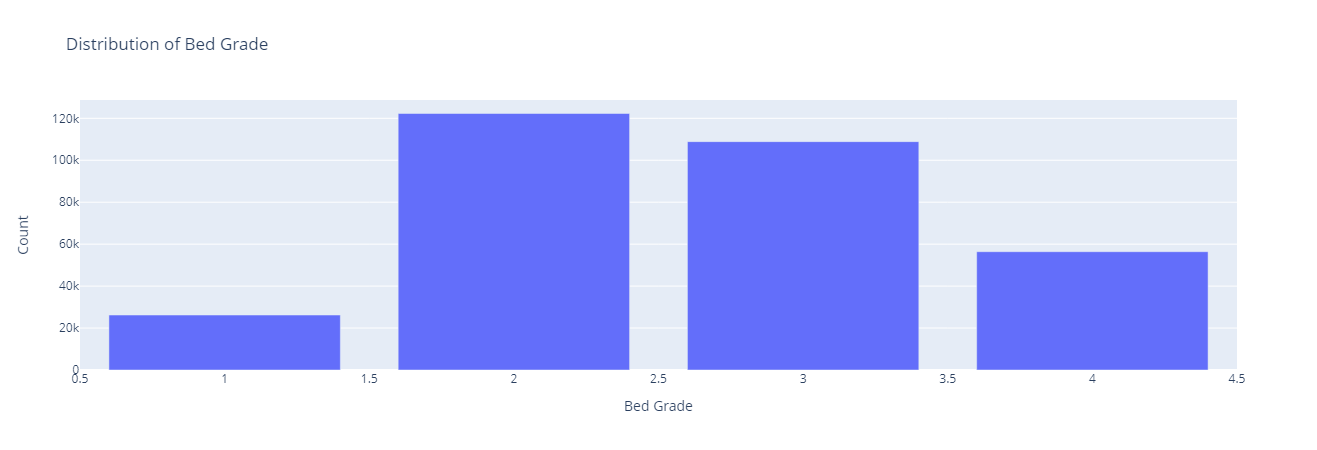 Distribution of Bed Grade
120k
100k
80k
60k
40k
20k
0
Count
0.5 1 1.5 2 2.5 3 3.5 4 4.5
Bed Grade